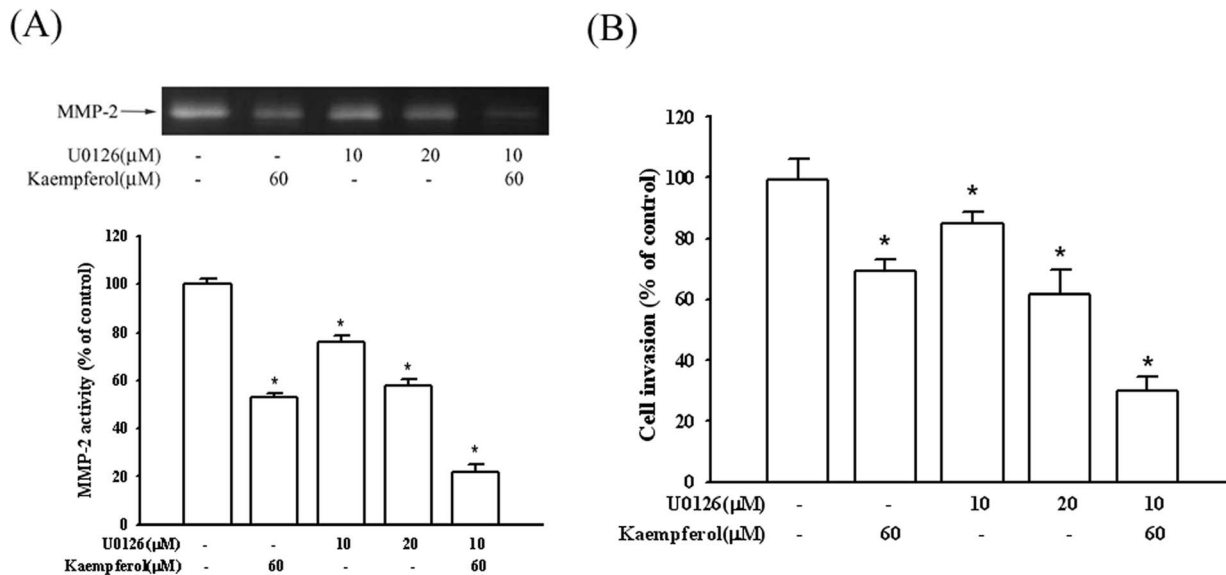 (A)
MMP-2
U0126(μM) - - 10 20 10
Kaempferol(μM) - 60 - - 60
120
100
80
60
40
20
0
MMP-2 activity (% of control)
*
*
*
*
U0126(μM) - - 10 20 10
Kaempferol(μM) - 60 - - 60
(B)
120
100
80
60
40
20
0
Cell invasion (% of control)
*
*
*
*
U0126(μM) - - 10 20 10
Kaempferol(μM) - 60 - - 60